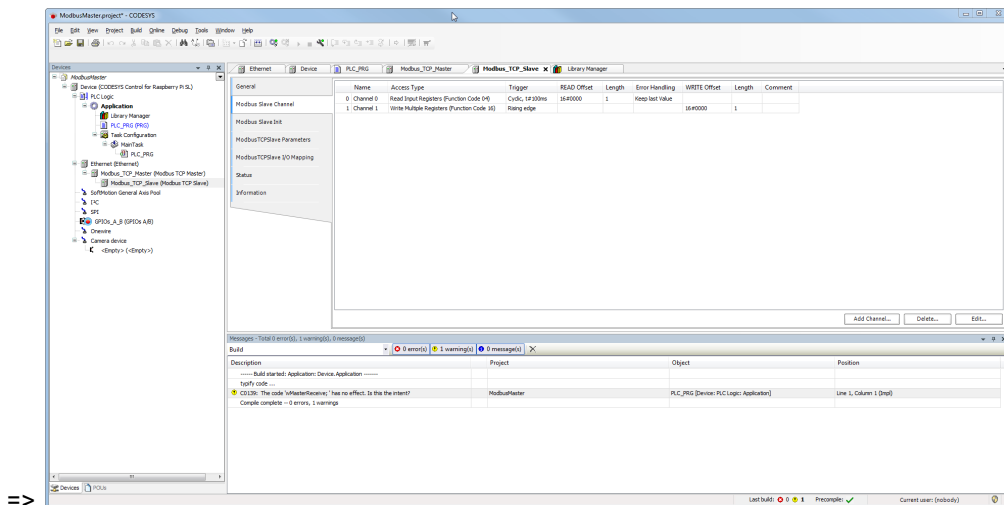 ModbusMaster.project* - CODESYS
File Edit View Project Build Online Debug Tools Window Help
Devices
ModbusMaster
Device (CODESYS Control for Raspberry Pi SL)
PLC Logic
Application
Library Manager
PLC_PRG (PRG)
Task Configuration
MainTask
PLC_PRG
Ethernet (Ethernet)
Modbus_TCP_Master (Modbus TCP Master)
Modbus_TCP_Slave (Modbus TCP Slave)
SoftMotion General Axis Pool
I²C
SPI
GPIOs_A_B (GPIOs A/B)
Onewire
Camera device
<Empty> (<Empty>)
Devices POUs
Ethernet Device PLC_PRG Modbus_TCP_Master Modbus_TCP_Slave Library Manager
General
Modbus Slave Channel
Modbus Slave Init
ModbusTCPSlave Parameters
ModbusTCPSlave I/O Mapping
Status
Information
Name Access Type Trigger READ Offset Length Error Handling WRITE Offset Length Comment
0 Channel 0 Read Input Registers (Function Code 04) Cyclic, t#100ms 16#0000 1 Keep last Value
1 Channel 1 Write Multiple Registers (Function Code 16) Rising edge 16#0000 1
Add Channel... Delete... Edit...
Messages - Total 0 error(s), 1 warning(s), 0 message(s)
Build 0 error(s) 1 warning(s) 0 message(s)
Description Project Object Position
------ Build started: Application: Device.Application -------
typify code ...
C0139: The code 'wMasterReceive; ' has no effect. Is this the intent? ModbusMaster PLC_PRG [Device: PLC Logic: Application] Line 1, Column 1 (Impl)
Compile complete -- 0 errors, 1 warnings
=>
Last build: 0 1 Precompile: Current user: (nobody)